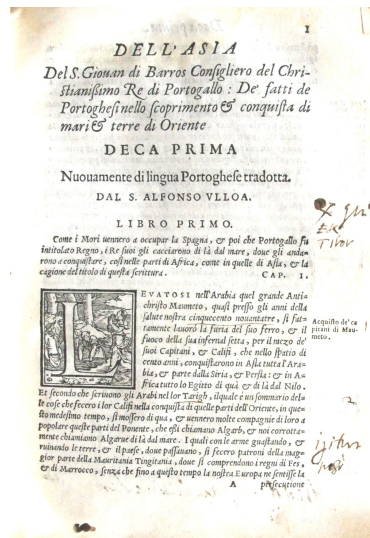 1
DELL'ASIA
Del S. Giouan di Barros Consigliero del Chri-
stianißimo Re di Portogallo : De' fatti de
Portoghesi nello scoprimento & conquista di
mari & terre di Oriente
DECA PRIMA
Nuouamente di lingua Portoghese tradotta.
DAL S. ALFONSO VLLOA.
LIBRO PRIMO.
Come i Mori uennero a occupar la Spagna, & poi che Portogallo fu
intitolato Regno, i Re suoi gli cacciarono di là dal mare, doue gli anda-
rono a conquistare, cosi nelle parti di Africa, come in quelle di Asia, & la
cagione del titolo di questa scrittura. CAP. I.
LEVATOSI nell'Arabia quel grande Anti-
christo Maumeto, quasi presso gli anni della
salute nostra cinquecento nouantatre, si fat-
tamente lauorò la furia del suo ferro, & il
fuoco della sua infernal setta, per il mezo de'
suoi Capitani, & Califi, che nello spatio di
cento anni, conquistarono in Asia tutta l'Ara-
bia, & parte della Siria, & Persia: & in A-
frica tutto lo Egitto di quà & di là dal Nilo.
Et secondo che scriuono gli Arabi nel lor Tarigh, ilquale è un sommario del-
le cose che fecero i lor Califi nella conquista di quelle parti dell'Oriente, in que-
sto medesimo tempo, si mossero di qua, & uennero molte compagnie di loro a
popolare queste parti del Ponente, che essi chiamano Algarb, & noi corrotta-
mente chiamiamo Algarue di là dal mare. I quali con le arme guastando, &
ruinando le terre, & il paese, doue passauano, si fecero patroni della mag-
gior parte della Mauritania Tingitania, doue si comprendono i regni di Fes,
& di Marocco, senza che fino a questo tempo la nostra Europa ne sentisse la
A persecutione
Acquisto de' ca
pitani di Mau-
meto.